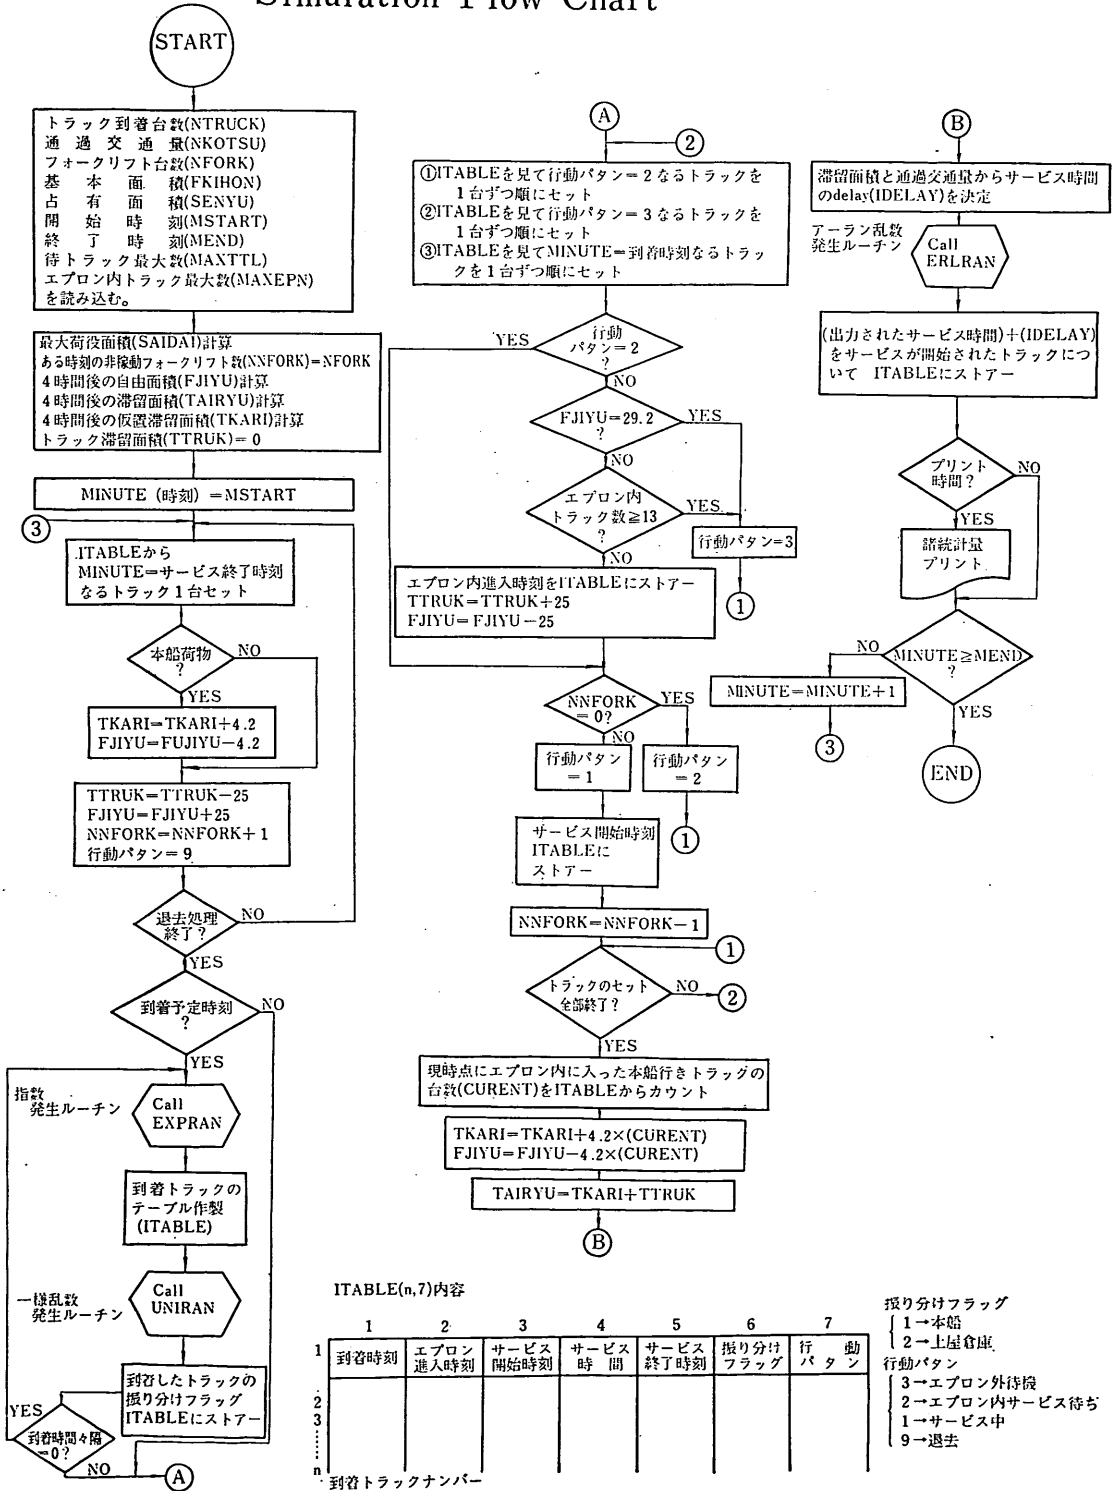 Simuration Flow Chart
START
トラック到着台数(NTRUCK)
通過交通量(NKOTSU)
フォークリフト台数(NFORK)
基本面積(FKIHON)
占有面積(SENYU)
開始時刻(MSTART)
終了時刻(MEND)
待トラック最大数(MAXTTL)
エプロン内トラック最大数(MAXEPN)
を読み込む。
最大荷役面積(SAIDAI)計算
ある時刻の非稼動フォークリフト数(NNFORK)=NFORK
4時間後の自由面積(FJIYU)計算
4時間後の滞留面積(TAIRYU)計算
4時間後の仮置滞留面積(TKARI)計算
トラック滞留面積(TTRUK)=0
MINUTE (時刻)=MSTART
③
ITABLEから
MINUTE=サービス終了時刻
なるトラック1台セット
本船荷物
?
NO
YES
TKARI=TKARI+4.2
FJIYU=FUJIYU−4.2
TTRUK=TTRUK−25
FJIYU=FJIYU+25
NNFORK=NNFORK+1
行動パタン=9
退去処理
終了?
NO
YES
到着予定時刻
?
NO
YES
指数
発生ルーチン
Call
EXPRAN
到着トラックの
テーブル作製
(ITABLE)
一様乱数
発生ルーチン
Call
UNIRAN
到着したトラックの
振り分けフラッグ
ITABLEにストアー
YES
到着時間々隔
=0?
NO
Ⓐ
Ⓐ
②
①ITABLEを見て行動パタン=2なるトラックを
1台ずつ順にセット
②ITABLEを見て行動パタン=3なるトラックを
1台ずつ順にセット
③ITABLEを見てMINUTE=到着時刻なるトラッ
クを1台ずつ順にセット
YES
行動
パタン=2
?
NO
FJIYU=29.2
?
YES
NO
エプロン内
トラック数≧13
?
YES
NO
行動パタン=3
①
エプロン内進入時刻をITABLEにストアー
TTRUK=TTRUK+25
FJIYU=FJIYU−25
NNFORK
=0?
YES
NO
行動パタン
=1
行動パタン
=2
①
サービス開始時刻
ITABLEに
ストアー
NNFORK=NNFORK−1
①
トラックのセット
全部終了?
NO
②
YES
現時点にエプロン内に入った本船行きトラッグの
台数(CURENT)をITABLEからカウント
TKARI=TKARI+4.2×(CURENT)
FJIYU=FJIYU−4.2×(CURENT)
TAIRYU=TKARI+TTRUK
Ⓑ
Ⓑ
滞留面積と通過交通量からサービス時間
のdelay(IDELAY)を決定
アーラン乱数
発生ルーチン
Call
ERLRAN
(出力されたサービス時間)+(IDELAY)
をサービスが開始されたトラックにつ
いて ITABLEにストアー
プリント
時間?
NO
YES
諸統計量
プリント
MINUTE≧MEND
?
NO
MINUTE=MINUTE+1
③
YES
END
ITABLE(n,7)内容
1 2 3 4 5 6 7
1 到着時刻 エプロン進入時刻 サービス開始時刻 サービス時間 サービス終了時刻 振り分けフラッグ 行動パタン
2
3
n
到着トラックナンバー
振り分けフラッグ
1→本船
2→上屋倉庫
行動パタン
3→エプロン外待機
2→エプロン内サービス待ち
1→サービス中
9→退去